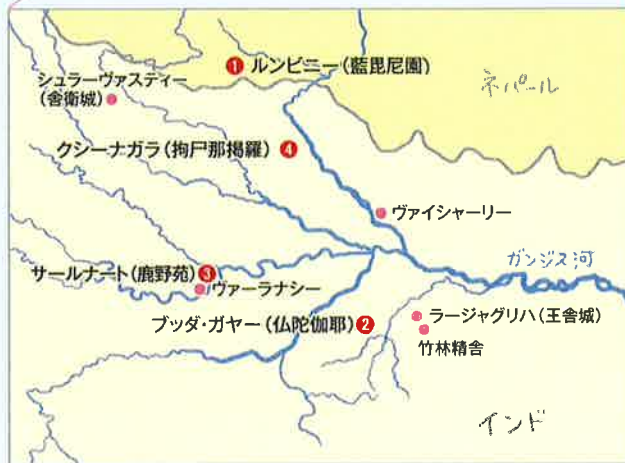 ❶ ルンビニー(藍毘尼園)
シュラーヴァスティー
(舎衛城)
ネパール
クシーナガラ(拘尸那掲羅) ❹
ヴァイシャーリー
ガンジス河
サールナート(鹿野苑) ❸
ヴァーラナシー
ブッダ・ガヤー(仏陀伽耶) ❷
ラージャグリハ(王舎城)
竹林精舎
インド